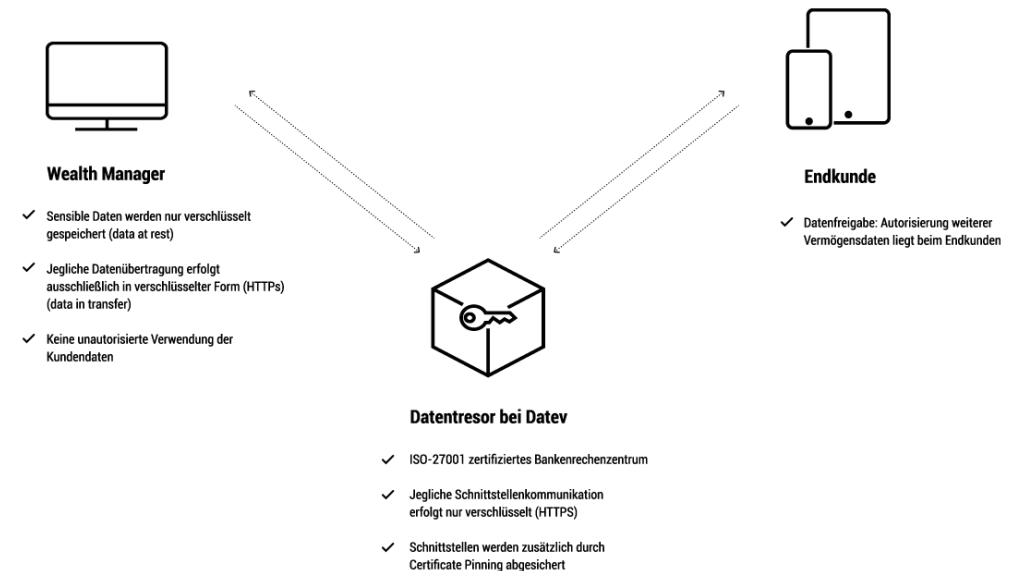 Wealth Manager
Sensible Daten werden nur verschlüsselt
gespeichert (data at rest)
Jegliche Datenübertragung erfolgt
ausschließlich in verschlüsselter Form (HTTPs)
(data in transfer)
Keine unautorisierte Verwendung der
Kundendaten
Endkunde
Datenfreigabe: Autorisierung weiterer
Vermögensdaten liegt beim Endkunden
Datentresor bei Datev
ISO-27001 zertifiziertes Bankenrechenzentrum
Jegliche Schnittstellenkommunikation
erfolgt nur verschlüsselt (HTTPS)
Schnittstellen werden zusätzlich durch
Certificate Pinning abgesichert